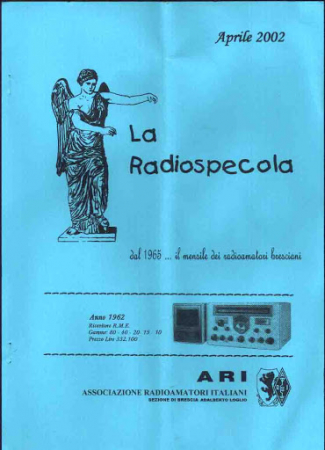 Aprile 2002
La
Radiospecola
dal 1965 ... il mensile dei radioamatori bresciani
Anno 1962
Ricevitore R.M.E.
Gamme: 80 - 40 - 20 15 - 10
Prezzo Lire 332.100
ARI
ASSOCIAZIONE RADIOAMATORI ITALIANI
SEZIONE DI BRESCIA ADALBERTO LUGLIO